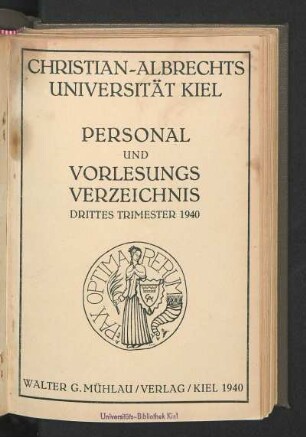 CHRISTIAN-ALBRECHTS
UNIVERSITÄT KIEL
PERSONAL
UND
VORLESUNGS
VERZEICHNIS
DRITTES TRIMESTER 1940
PAX OPTIMA RERUM
WALTER G. MÜHLAU/VERLAG/KIEL 1940
Universitäts-Bibliothek Kiel